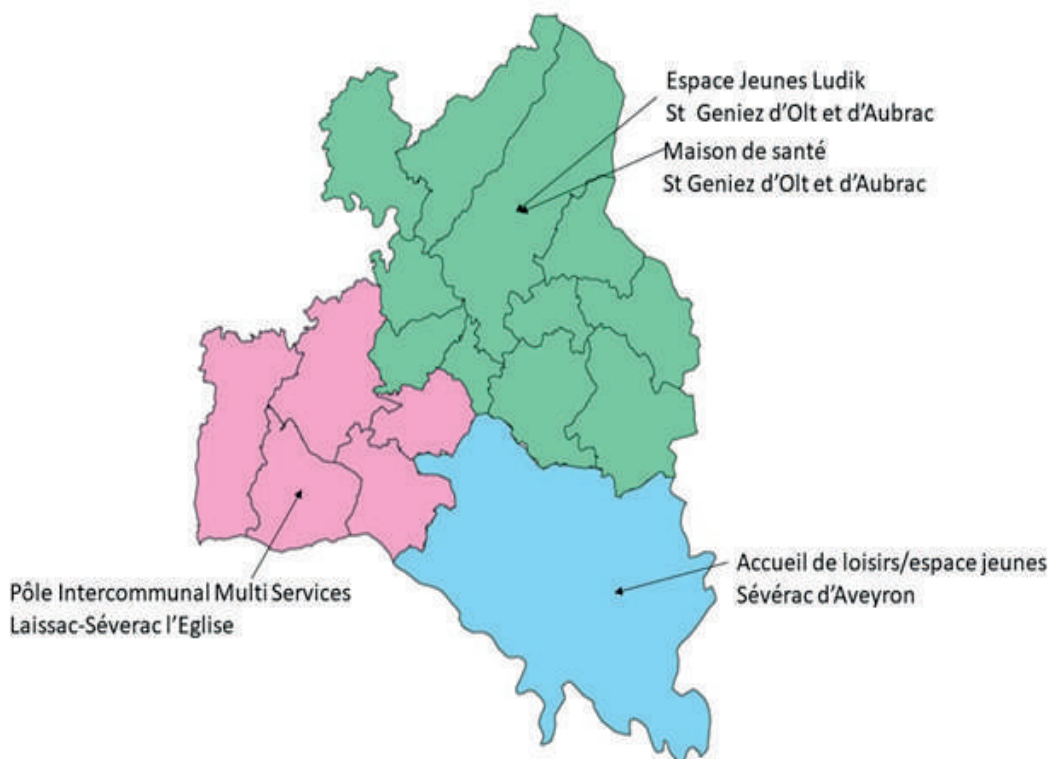 Espace Jeunes Ludik
St Geniez d'Olt et d'Aubrac
Maison de santé
St Geniez d'Olt et d'Aubrac
Pôle Intercommunal Multi Services
Laissac-Séverac l'Eglise
Accueil de loisirs/espace jeunes
Sévérac d'Aveyron